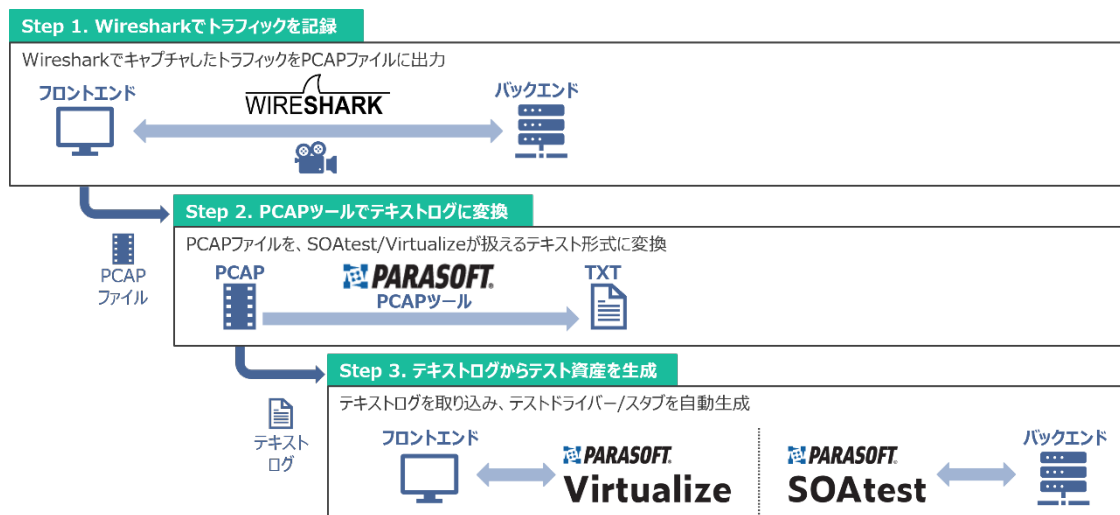 Step 1. Wiresharkでトラフィックを記録
WiresharkでキャプチャしたトラフィックをPCAPファイルに出力
フロントエンド
WIRESHARK
バックエンド
Step 2. PCAPツールでテキストログに変換
PCAPファイルを、SOAtest/Virtualizeが扱えるテキスト形式に変換
PCAP
ファイル
PCAP
PARASOFT.
PCAPツール
TXT
Step 3. テキストログからテスト資産を生成
テキストログを取り込み、テストドライバー/スタブを自動生成
テキスト
ログ
フロントエンド
PARASOFT.
Virtualize
PARASOFT.
SOAtest
バックエンド